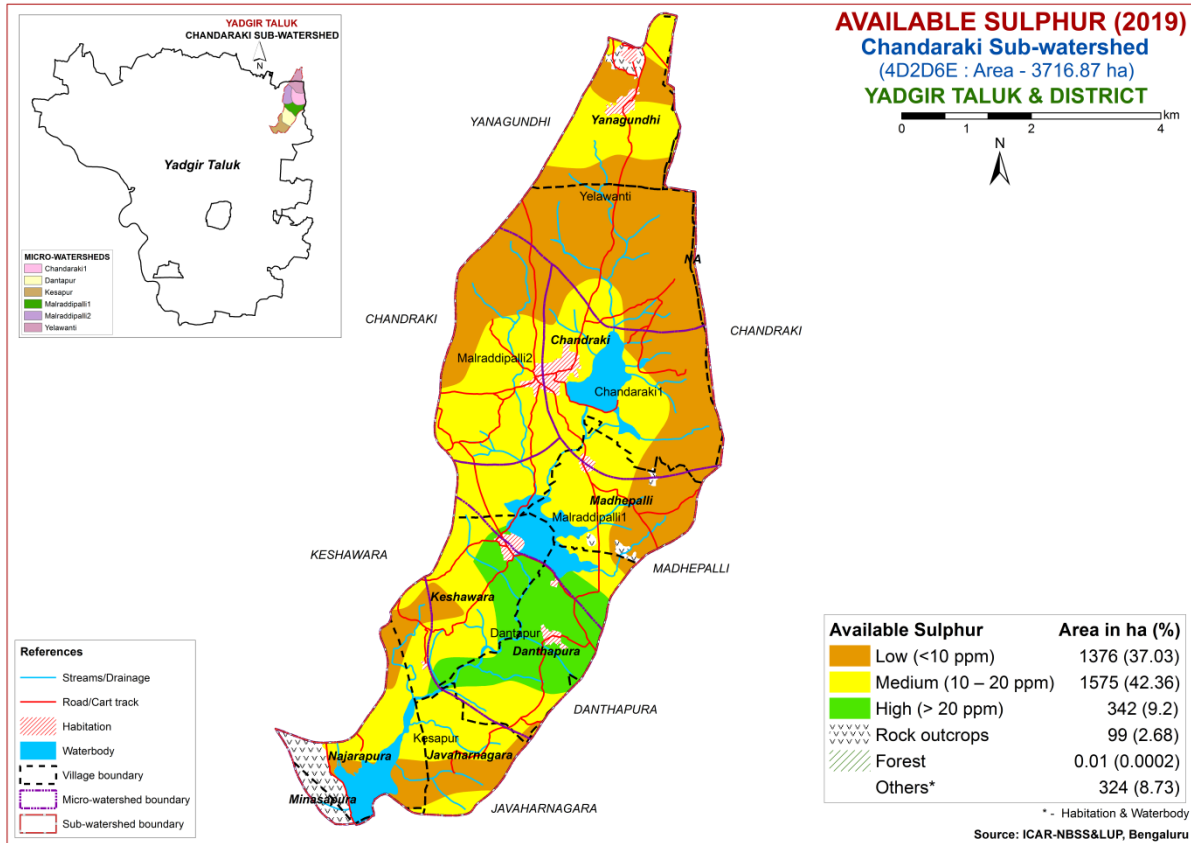 YADGIR TALUK
CHANDARAKI SUB-WATERSHED
N
Yadgir Taluk
MICRO-WATERSHEDS
Chandaraki1
Dantapur
Kesapur
Malraddipalli1
Malraddipalli2
Yelawanti
AVAILABLE SULPHUR (2019)
Chandaraki Sub-watershed
(4D2D6E : Area - 3716.87 ha)
YADGIR TALUK & DISTRICT
km
0 1 2 4
N
YANAGUNDHI
Yanagundhi
Yelawanti
NA
CHANDRAKI
CHANDRAKI
Chandraki
Malraddipalli2
Chandaraki1
Madhepalli
Malraddipalli1
KESHAWARA
MADHEPALLI
Keshawara
Dantapur
Danthapura
DANTHAPURA
Kesapur
Najarapura
Javaharnagara
Minasapura
JAVAHARNAGARA
References
Streams/Drainage
Road/Cart track
Habitation
Waterbody
Village boundary
Micro-watershed boundary
Sub-watershed boundary
Available Sulphur Area in ha (%)
Low (<10 ppm) 1376 (37.03)
Medium (10 – 20 ppm) 1575 (42.36)
High (> 20 ppm) 342 (9.2)
Rock outcrops 99 (2.68)
Forest 0.01 (0.0002)
Others* 324 (8.73)
* - Habitation & Waterbody
Source: ICAR-NBSS&LUP, Bengaluru